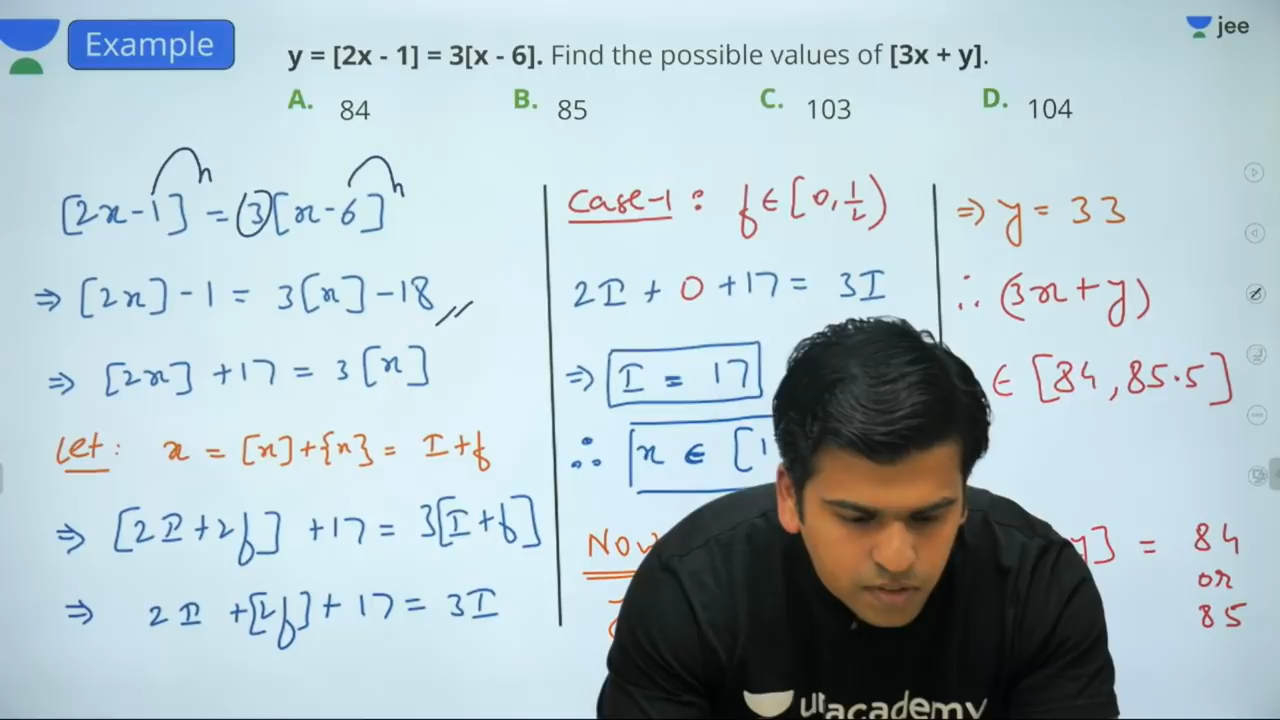 Example
jee
y = [2x - 1] = 3[x - 6]. Find the possible values of [3x + y].
A. 84 B. 85 C. 103 D. 104
[2x-1] = 3[x-6]
⇒ [2x] - 1 = 3[x] - 18
⇒ [2x] + 17 = 3[x]
Let: x = [x] + {x} = I + f
⇒ [2I + 2f] + 17 = 3[I + f]
⇒ 2I + [2f] + 17 = 3I
Case-1 : f ∈ [0, 1/2)
2I + 0 + 17 = 3I
⇒ I = 17
∴ x ∈ [1
⇒ y = 33
∴ (3x + y)
∈ [84, 85.5]
y] = 84
or
85
unacademy